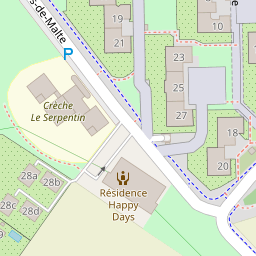 s-de-Malte
19
21
10
P
23
25
27
Crèche
Le Serpentin
18
20
Résidence
Happy
Days
28a
28b
28c
28d